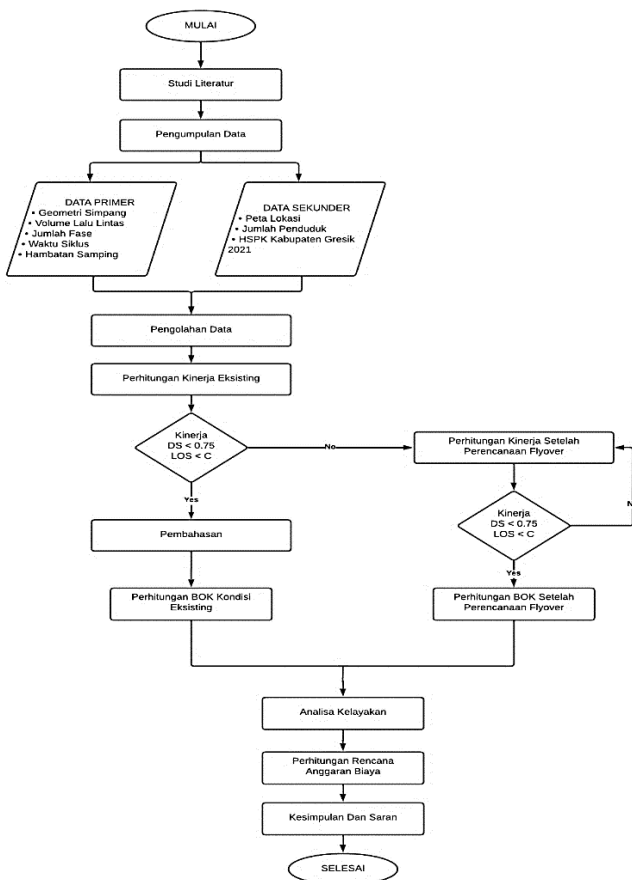 MULAI
Studi Literatur
Pengumpulan Data
DATA PRIMER
• Geometri Simpang
• Volume Lalu Lintas
• Jumlah Fase
• Waktu Siklus
• Hambatan Samping
DATA SEKUNDER
• Peta Lokasi
• Jumlah Penduduk
• HSPK Kabupaten Gresik
2021
Pengolahan Data
Perhitungan Kinerja Eksisting
Kinerja
DS < 0.75
LOS < C
No
Perhitungan Kinerja Setelah
Perencanaan Flyover
Yes
Kinerja
DS < 0.75
LOS < C
N
Pembahasan
Yes
Perhitungan BOK Kondisi
Eksisting
Perhitungan BOK Setelah
Perencanaan Flyover
Analisa Kelayakan
Perhitungan Rencana
Anggaran Biaya
Kesimpulan Dan Saran
SELESAI